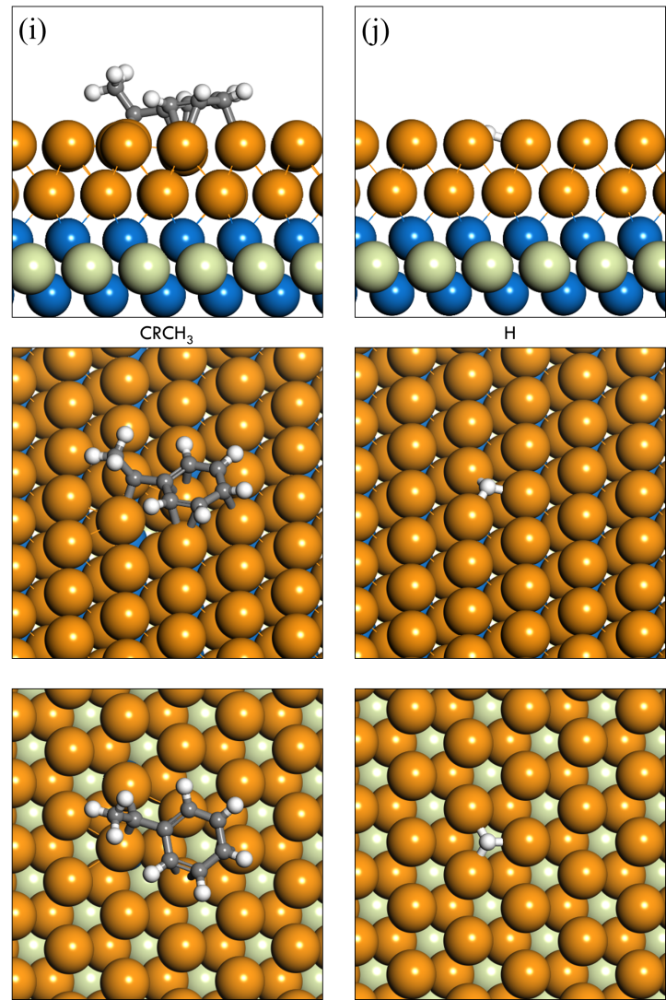 (i)
(j)
CRCH₃
H